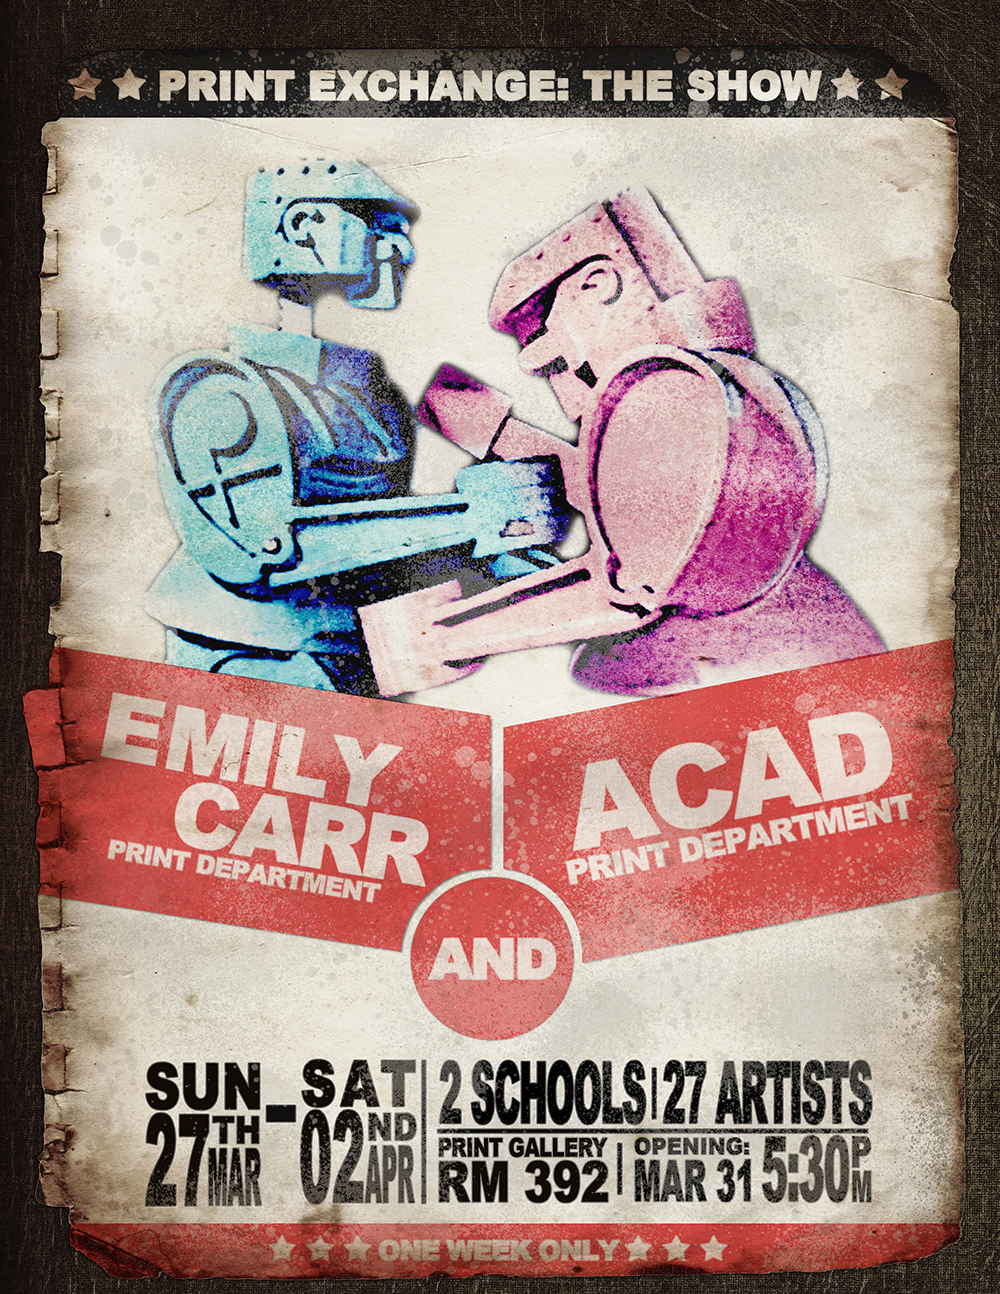 PRINT EXCHANGE: THE SHOW
EMILY
CARR
PRINT DEPARTMENT
ACAD
PRINT DEPARTMENT
AND
SUN 27TH MAR - SAT 02ND APR
2 SCHOOLS | 27 ARTISTS
PRINT GALLERY RM 392 | OPENING: MAR 31 5:30PM
ONE WEEK ONLY